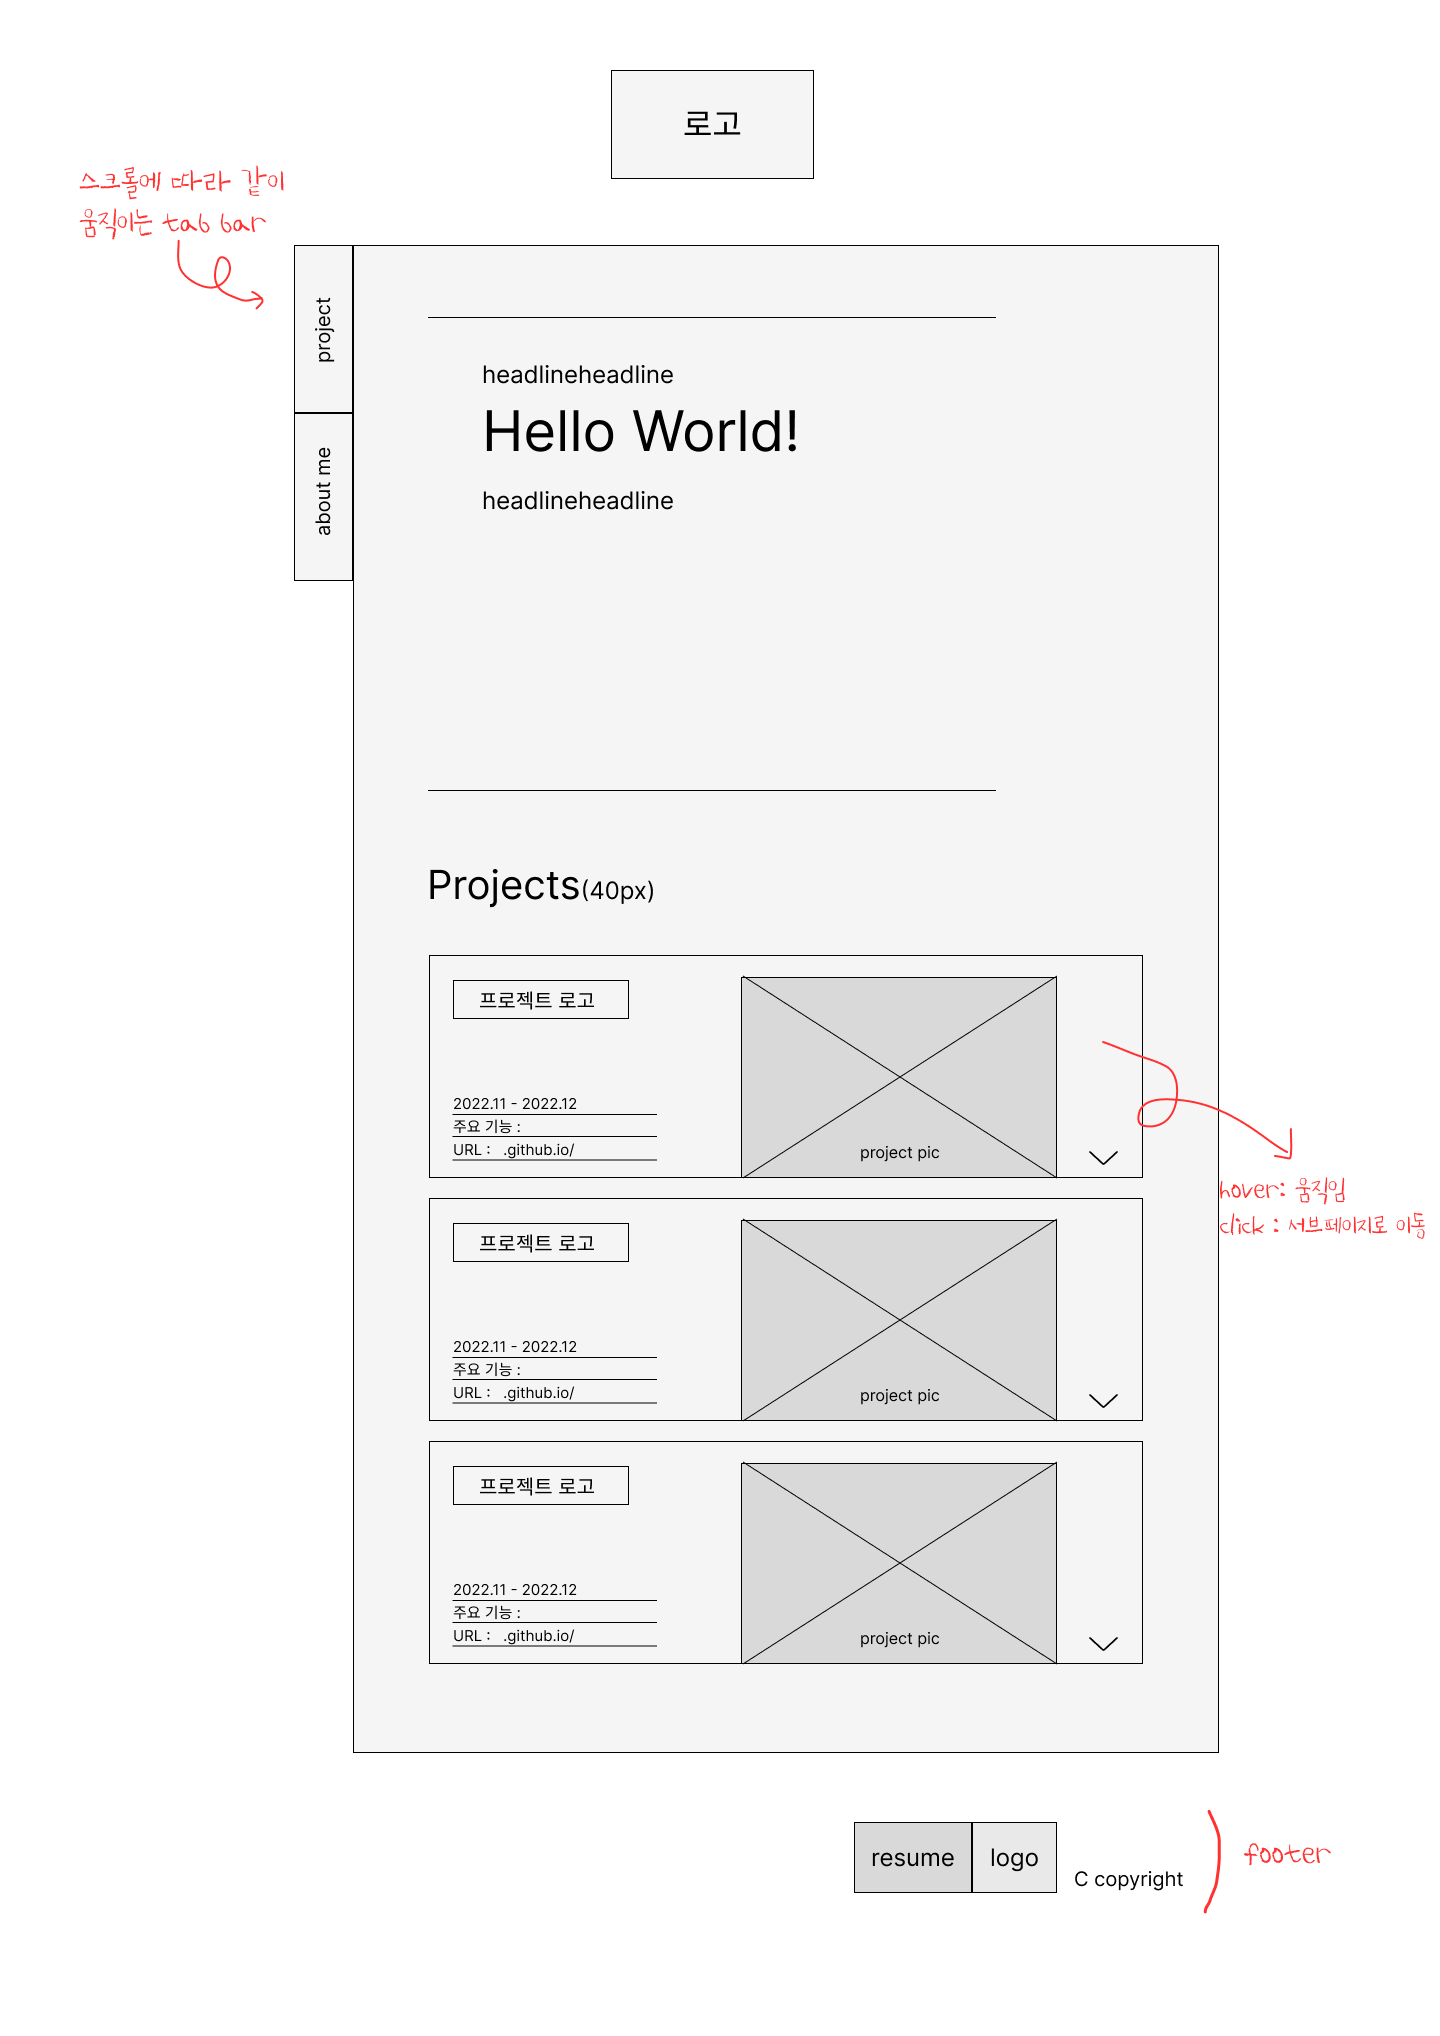 로고
스크롤에 따라 같이
움직이는 tab bar
project
about me
headlineheadline
Hello World!
headlineheadline
Projects(40px)
프로젝트 로고
2022.11 - 2022.12
주요 기능 :
URL : .github.io/
project pic
hover: 움직임
click : 서브페이지로 이동
프로젝트 로고
2022.11 - 2022.12
주요 기능 :
URL : .github.io/
project pic
프로젝트 로고
2022.11 - 2022.12
주요 기능 :
URL : .github.io/
project pic
resume
logo
C copyright
footer